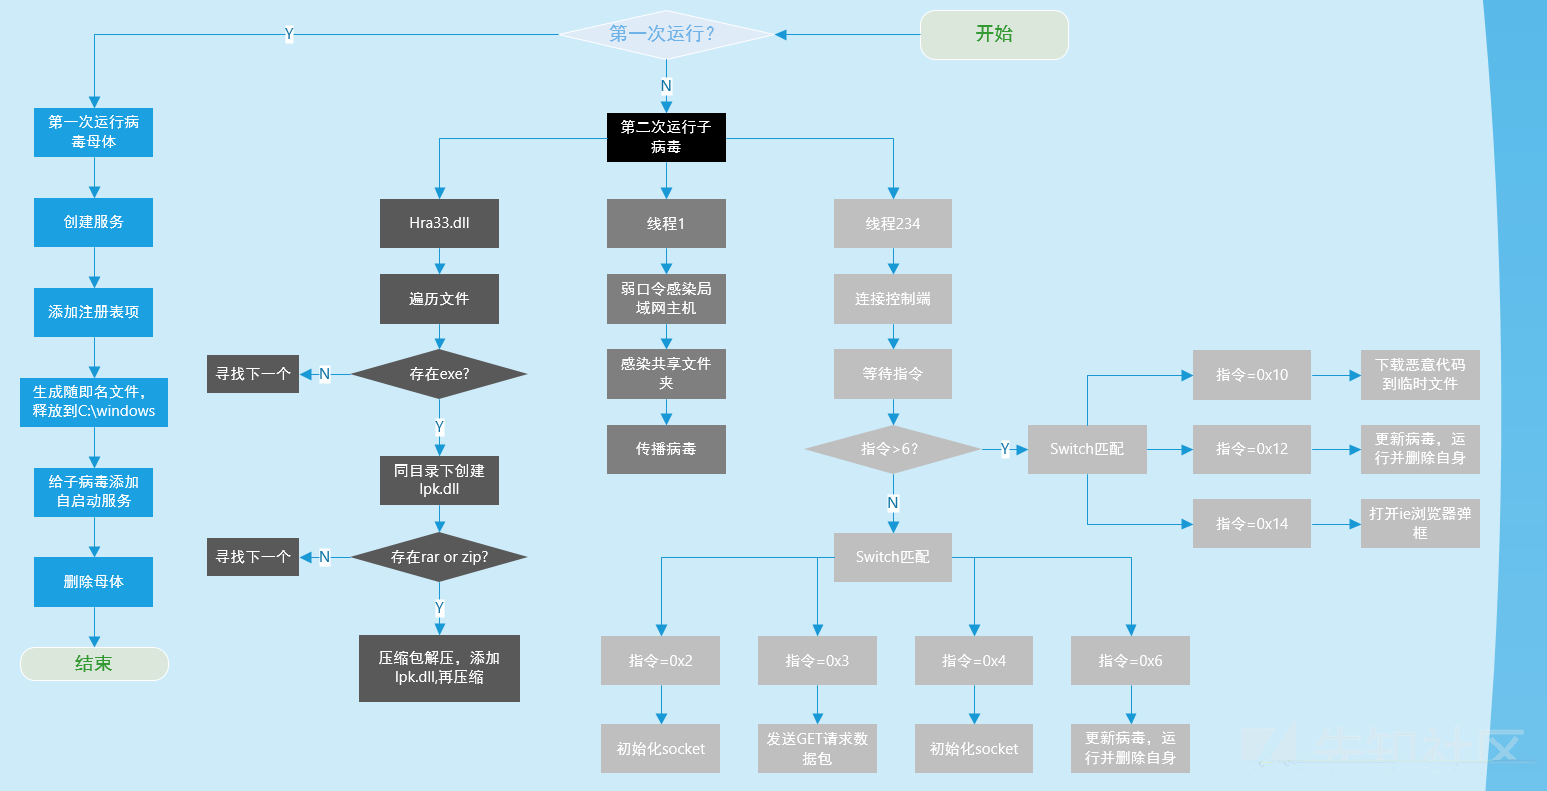 第一次运行?
开始
Y
N
第一次运行病
毒母体
创建服务
添加注册表项
生成随即名文件，
释放到C:\windows
给子病毒添加
自启动服务
删除母体
结束
第二次运行子
病毒
Hra33.dll
遍历文件
存在exe?
N
寻找下一个
Y
同目录下创建
lpk.dll
存在rar or zip?
N
寻找下一个
Y
压缩包解压，添加
lpk.dll,再压缩
线程1
弱口令感染局
域网主机
感染共享文件
夹
传播病毒
线程234
连接控制端
等待指令
指令>6?
Y
Switch匹配
指令=0x10
下载恶意代码
到临时文件
指令=0x12
更新病毒，运
行并删除自身
指令=0x14
打开ie浏览器弹
框
N
Switch匹配
指令=0x2
初始化socket
指令=0x3
发送GET请求数
据包
指令=0x4
初始化socket
指令=0x6
更新病毒，运
行并删除自身
先知社区